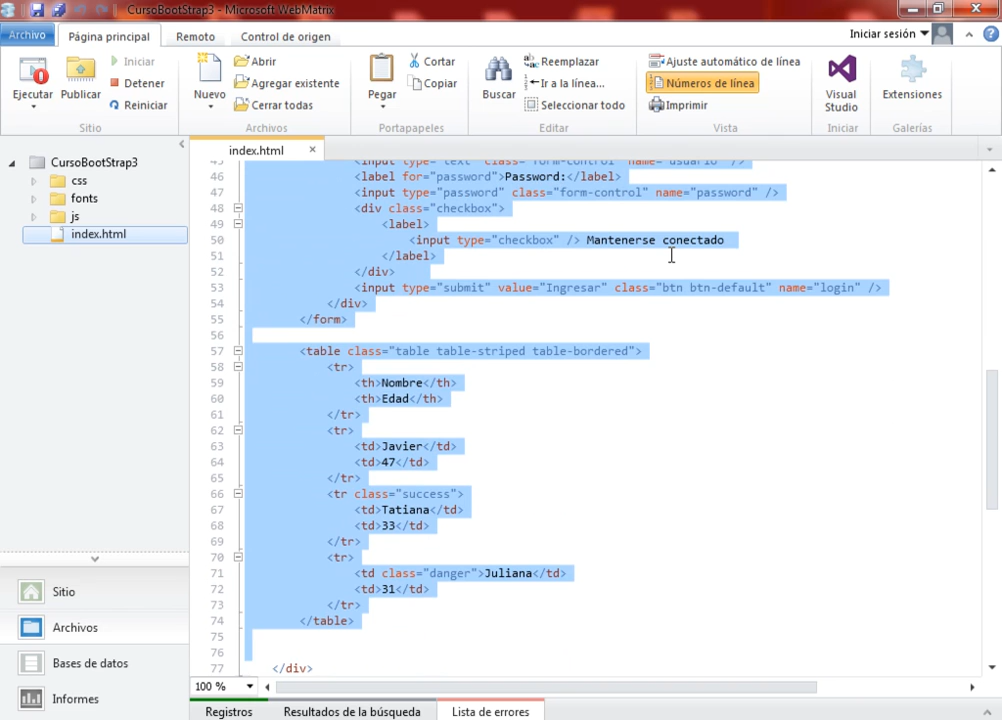 CursoBootStrap3 - Microsoft WebMatrix
Archivo
Página principal
Remoto
Control de origen
Iniciar sesión
Ejecutar
Publicar
Iniciar
Detener
Reiniciar
Sitio
Nuevo
Abrir
Agregar existente
Cerrar todas
Archivos
Pegar
Cortar
Copiar
Portapapeles
Buscar
Reemplazar
Ir a la línea...
Seleccionar todo
Editar
Ajuste automático de línea
Números de línea
Imprimir
Vista
Visual Studio
Iniciar
Extensiones
Galerías
CursoBootStrap3
css
fonts
js
index.html
Sitio
Archivos
Bases de datos
Informes
index.html
45 <input type="text" class="form-control" name="usuario" />
46 <label for="password">Password:</label>
47 <input type="password" class="form-control" name="password" />
48 <div class="checkbox">
49 <label>
50 <input type="checkbox" /> Mantenerse conectado
51 </label>
52 </div>
53 <input type="submit" value="Ingresar" class="btn btn-default" name="login" />
54 </div>
55 </form>
56
57 <table class="table table-striped table-bordered">
58 <tr>
59 <th>Nombre</th>
60 <th>Edad</th>
61 </tr>
62 <tr>
63 <td>Javier</td>
64 <td>47</td>
65 </tr>
66 <tr class="success">
67 <td>Tatiana</td>
68 <td>33</td>
69 </tr>
70 <tr>
71 <td class="danger">Juliana</td>
72 <td>31</td>
73 </tr>
74 </table>
75
76
77 </div>
100 %
Registros
Resultados de la búsqueda
Lista de errores